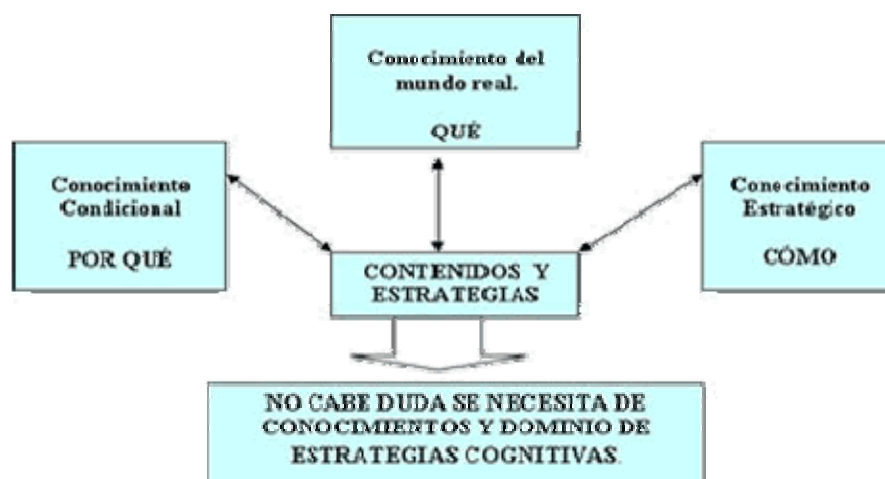 Conocimiento del
mundo real.
QUÉ
Conocimiento
Condicional
POR QUÉ
Conocimiento
Estratégico
CÓMO
CONTENIDOS Y
ESTRATEGIAS
NO CABE DUDA SE NECESITA DE
CONOCIMIENTOS Y DOMINIO DE
ESTRATEGIAS COGNITIVAS.